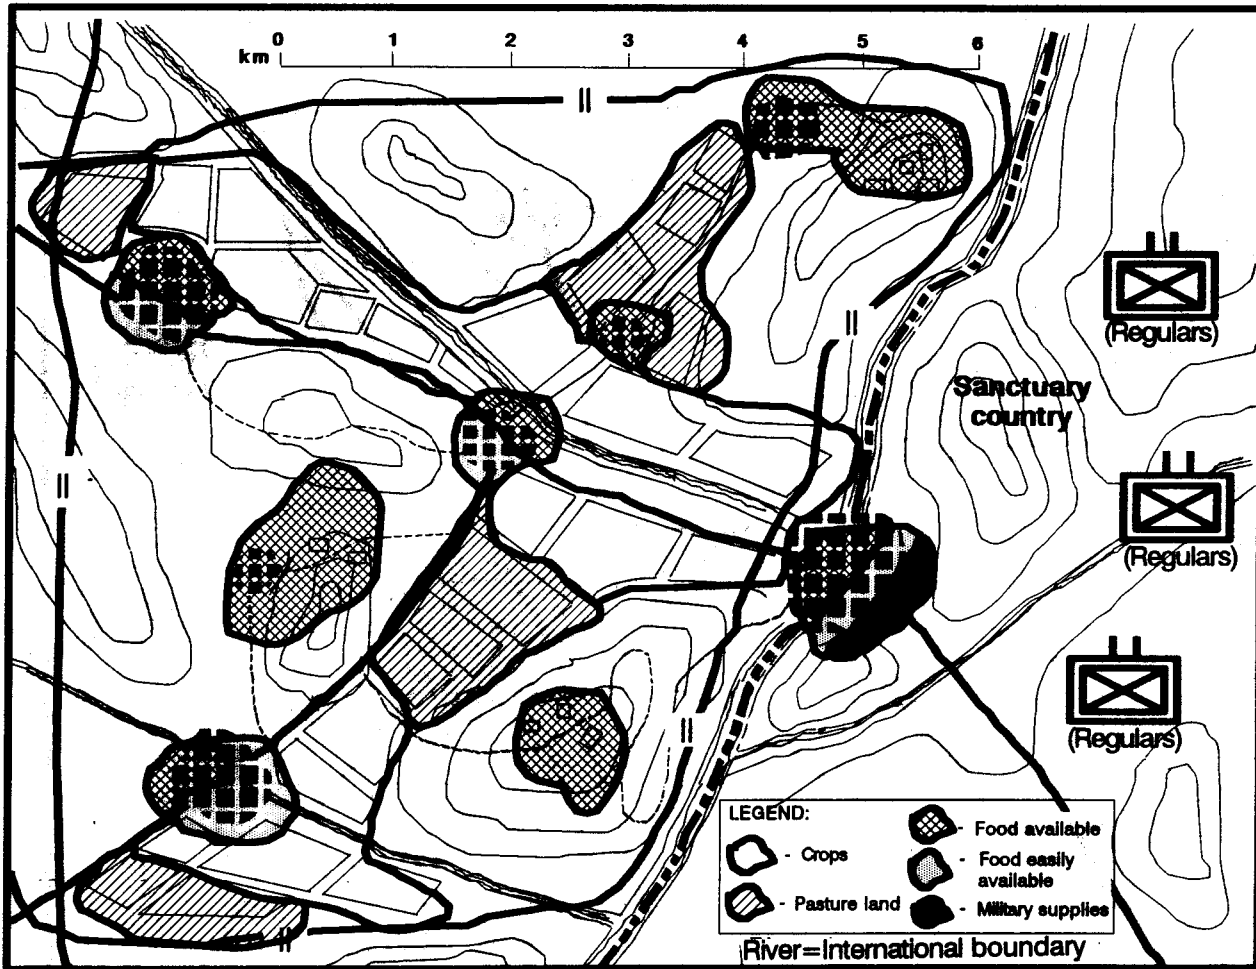 0 1 2 3 4 5 6
km
(Regulars)
Sanctuary
country
(Regulars)
(Regulars)
LEGEND:
- Crops
- Pasture land
- Food available
- Food easily
available
- Military supplies
River=International boundary